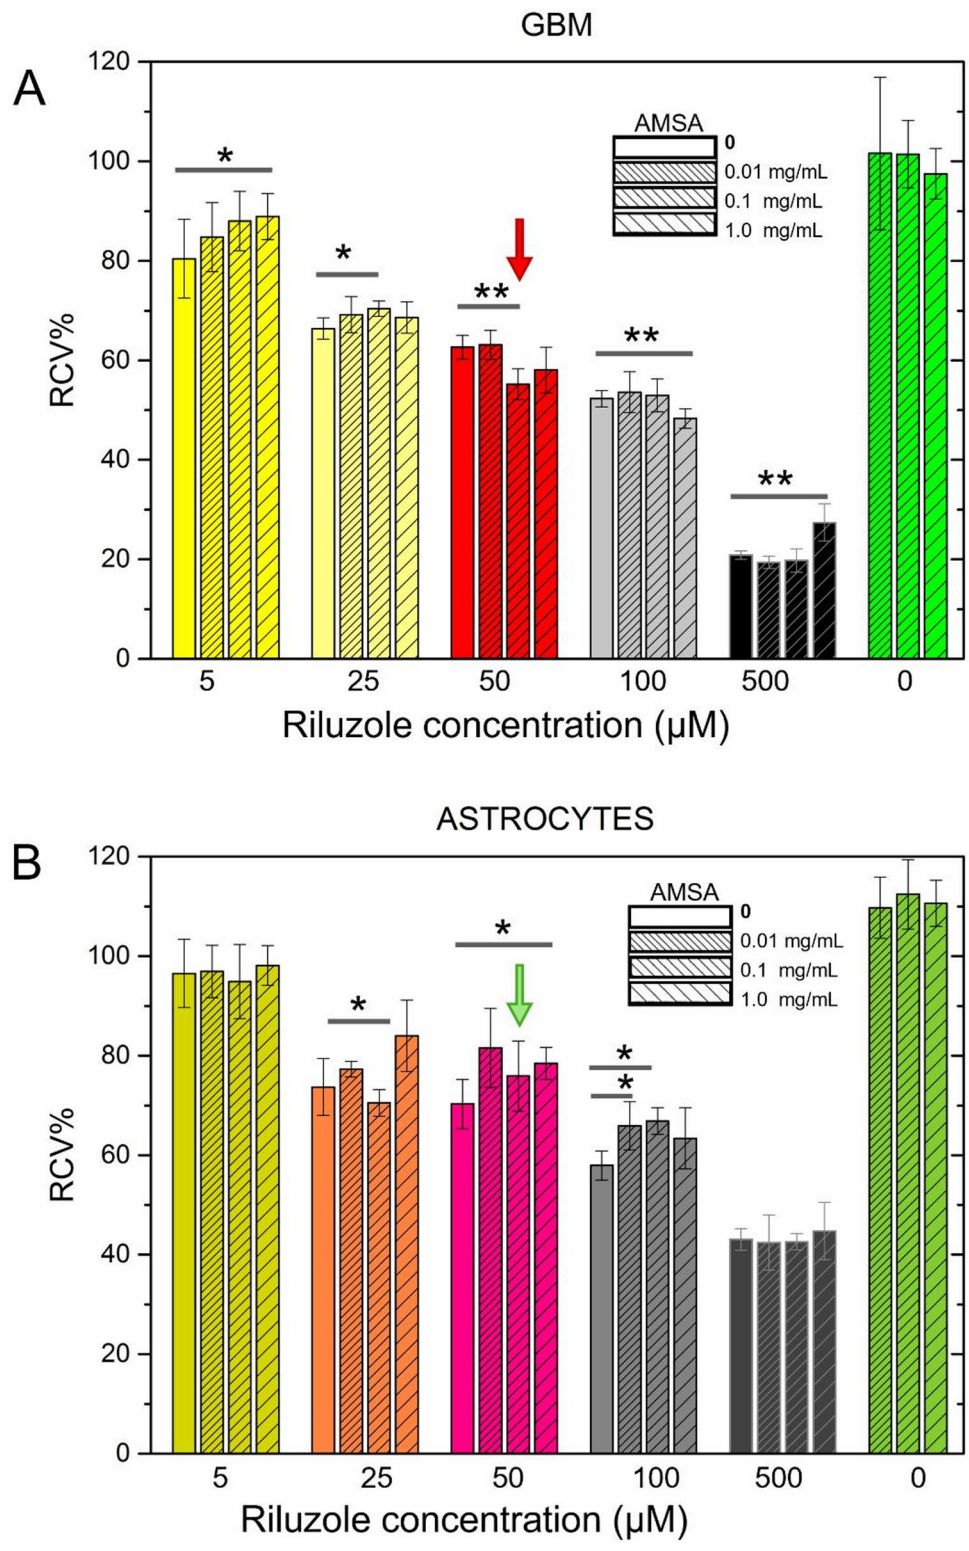 GBM
A
120
100
80
60
40
20
0
RCV%
AMSA
0
0.01 mg/mL
0.1 mg/mL
1.0 mg/mL
*
*
**
**
**
5 25 50 100 500 0
Riluzole concentration (µM)
ASTROCYTES
B
120
100
80
60
40
20
0
RCV%
AMSA
0
0.01 mg/mL
0.1 mg/mL
1.0 mg/mL
*
*
*
*
5 25 50 100 500 0
Riluzole concentration (µM)